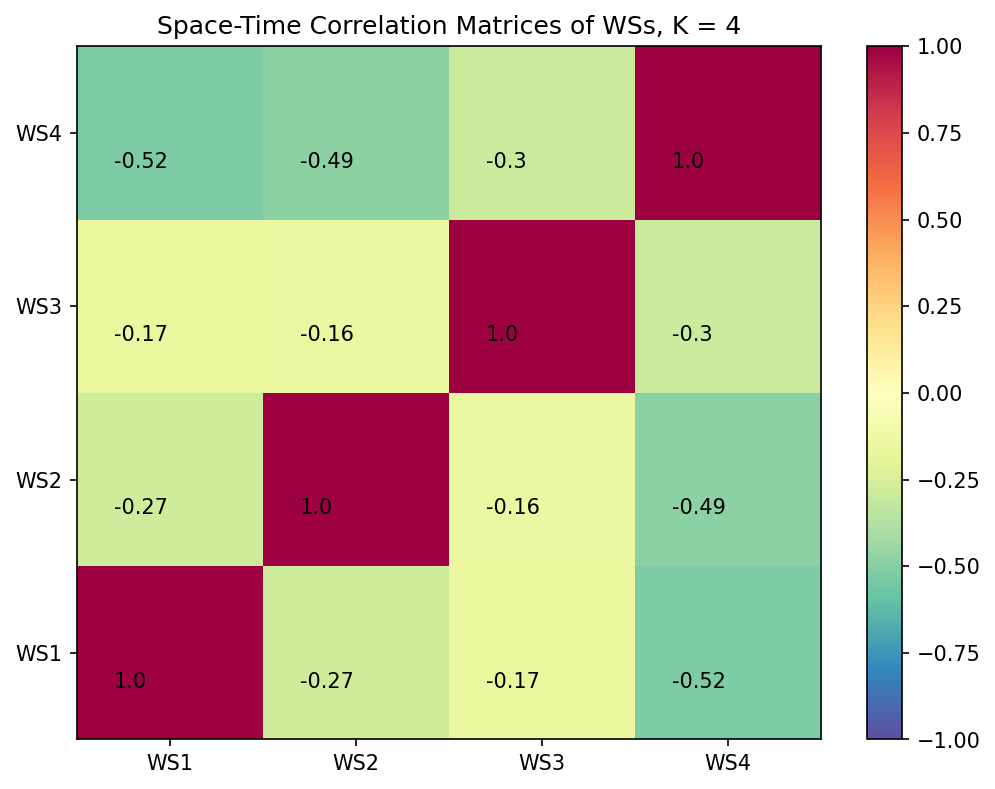 Space-Time Correlation Matrices of WSs, K = 4
WS4
-0.52 -0.49 -0.3 1.0
WS3
-0.17 -0.16 1.0 -0.3
WS2
-0.27 1.0 -0.16 -0.49
WS1
1.0 -0.27 -0.17 -0.52
WS1 WS2 WS3 WS4
1.00
0.75
0.50
0.25
0.00
−0.25
−0.50
−0.75
−1.00